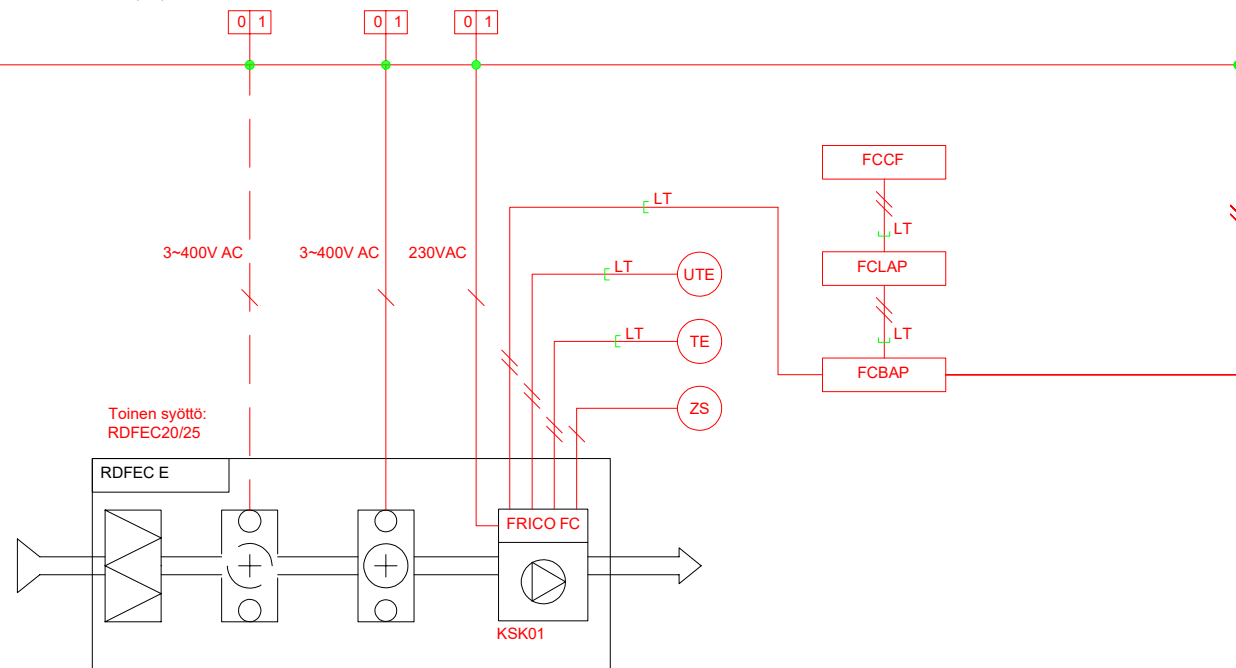 0 1
0 1
0 1
FCCF
LT
LT
3~400V AC
3~400V AC
230VAC
LT
UTE
FCLAP
LT
TE
LT
FCBAP
ZS
Toinen syöttö:
RDFEC20/25
RDFEC E
FRICO FC
KSK01